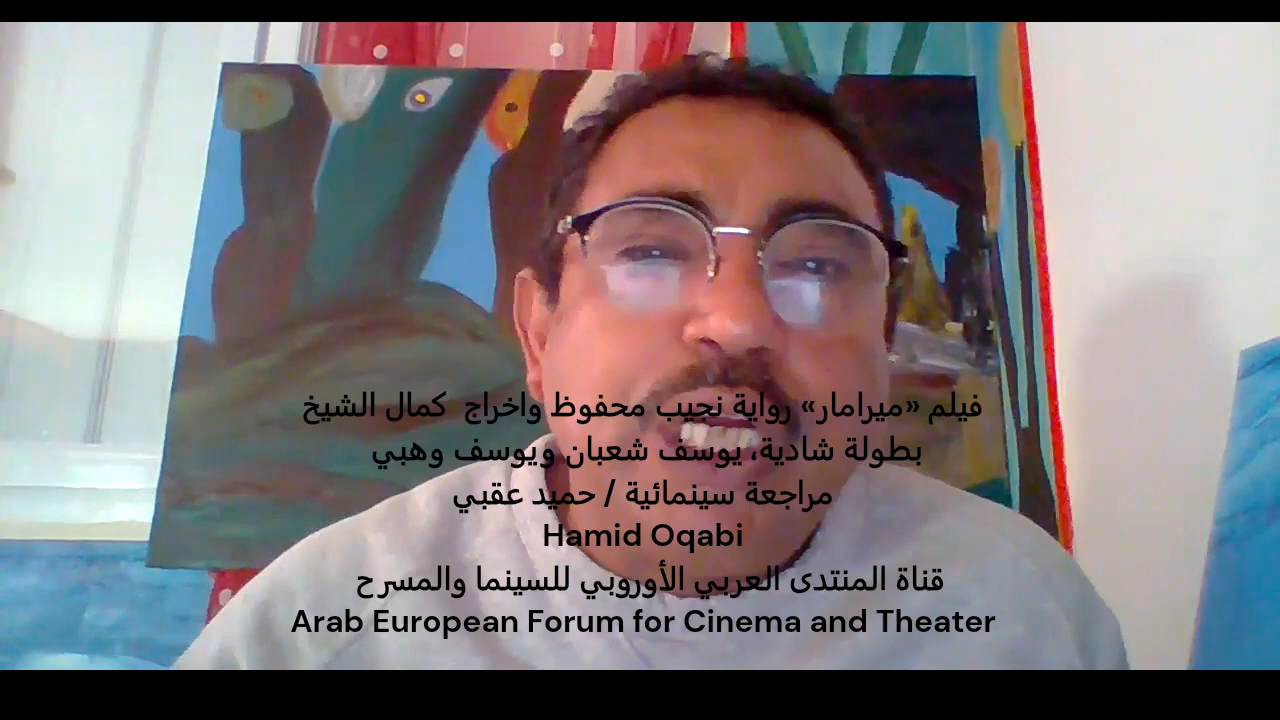 فيلم «ميرامار» رواية نجيب محفوظ واخراج كمال الشيخ
بطولة شادية، يوسف شعبان ويوسف وهبي
مراجعة سينمائية / حميد عقبي
Hamid Oqabi
قناة المنتدى العربي الأوروبي للسينما والمسرح
Arab European Forum for Cinema and Theater